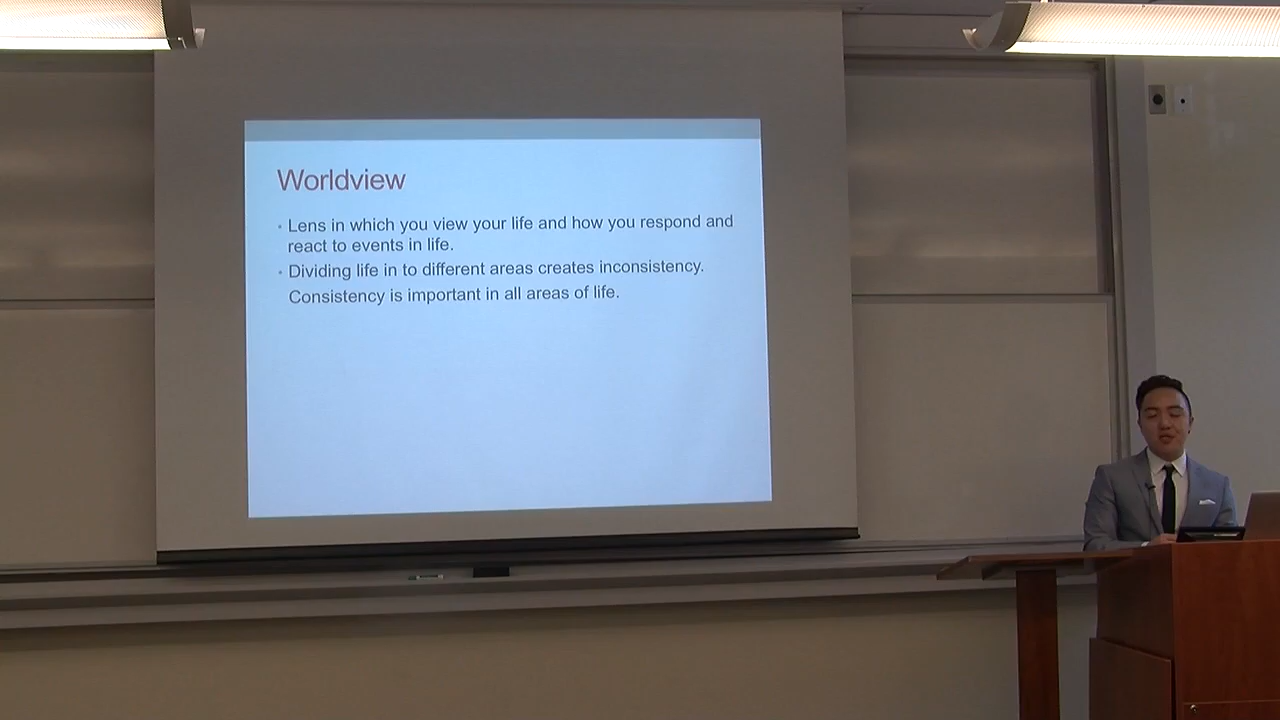 Worldview
• Lens in which you view your life and how you respond and
react to events in life.
• Dividing life in to different areas creates inconsistency.
Consistency is important in all areas of life.